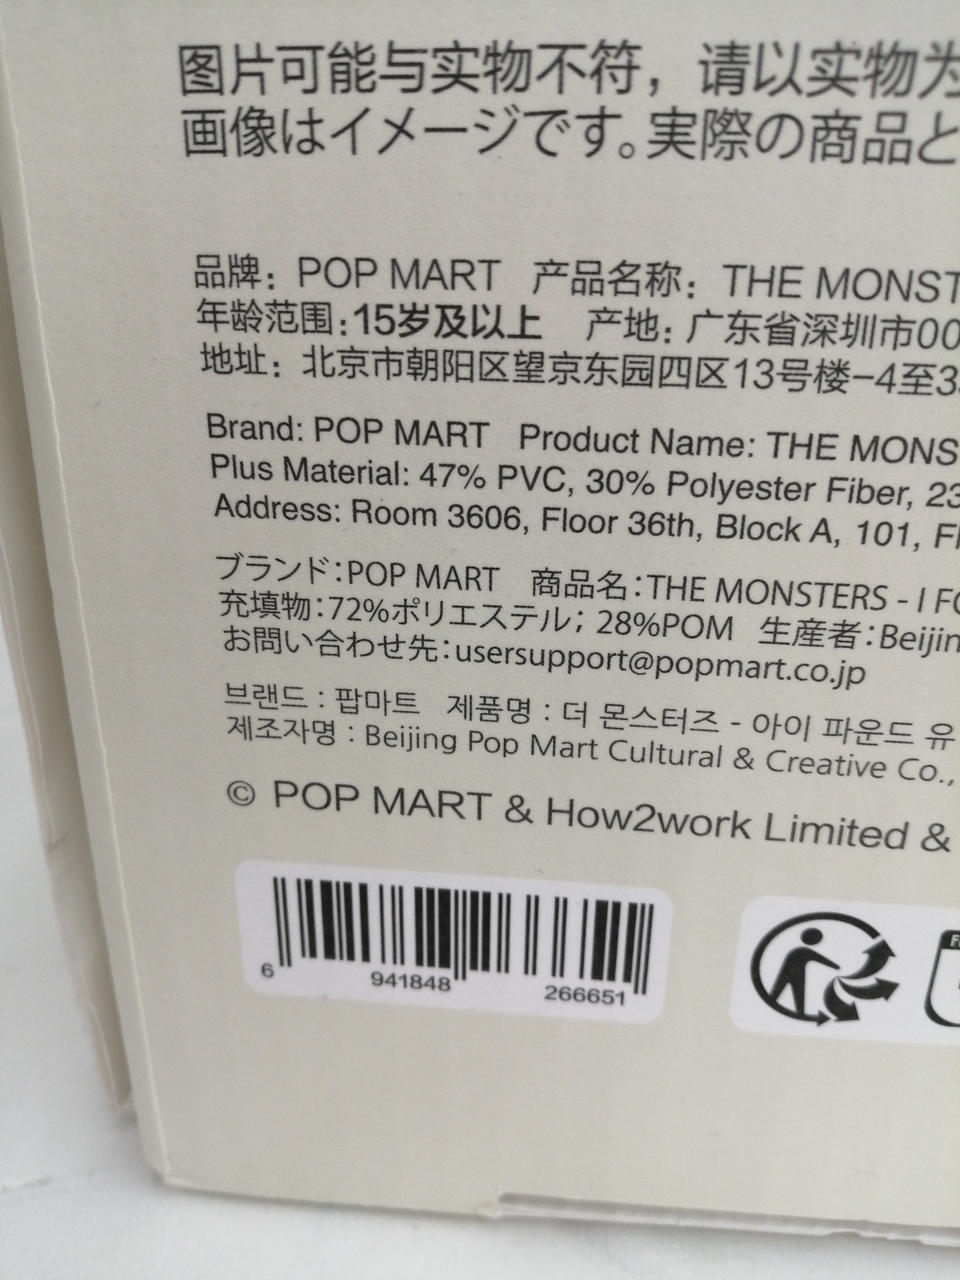 图片可能与实物不符，请以实物为
画像はイメージです。実際の商品と
品牌：POP MART 产品名称：THE MONST
年龄范围：15岁及以上 产地：广东省深圳市00
地址：北京市朝阳区望京东园四区13号楼-4至3
Brand: POP MART Product Name: THE MONS
Plus Material: 47% PVC, 30% Polyester Fiber, 23
Address: Room 3606, Floor 36th, Block A, 101, Fl
ブランド：POP MART 商品名：THE MONSTERS - I FO
充填物：72%ポリエステル；28%POM 生産者：Beijin
お問い合わせ先：usersupport@popmart.co.jp
브랜드 : 팝마트 제품명 : 더 몬스터즈 - 아이 파운드 유
제조자명 : Beijing Pop Mart Cultural & Creative Co.,
© POP MART & How2work Limited &
6 941848 266651